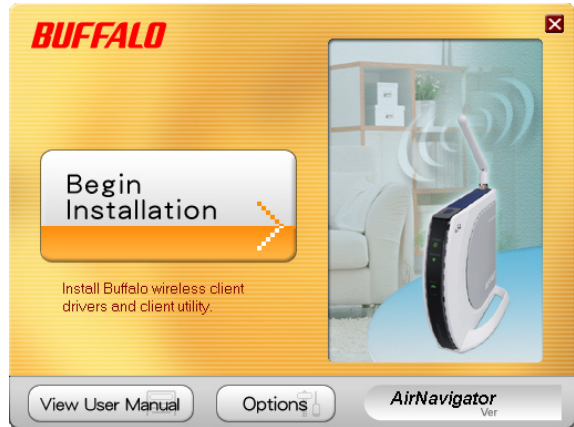 BUFFALO
Begin
Installation
Install Buffalo wireless client
drivers and client utility.
View User Manual
Options
AirNavigator
Ver